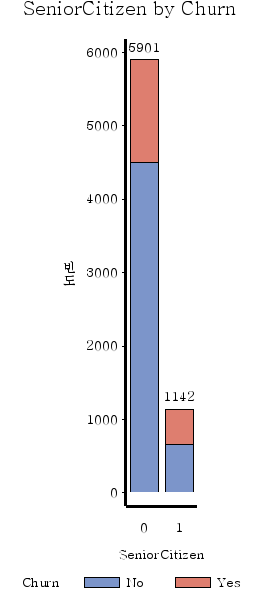 SeniorCitizen by Churn
6000
5901
5000
4000
3000
2000
1000
0
1142
빈도
0 1
SeniorCitizen
Churn No Yes